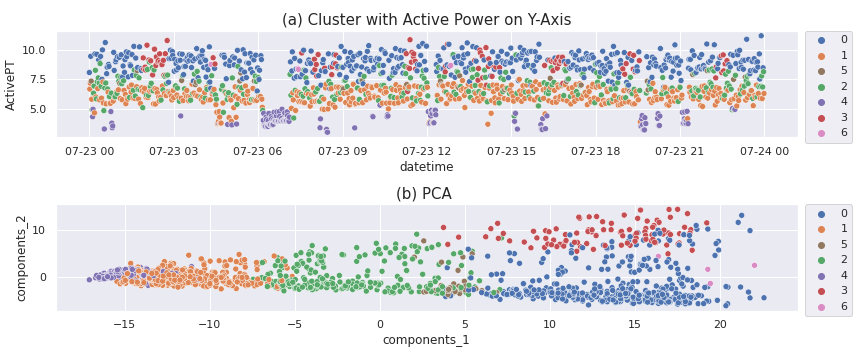 (a) Cluster with Active Power on Y-Axis
ActivePT
10.0
7.5
5.0
07-23 00 07-23 03 07-23 06 07-23 09 07-23 12 07-23 15 07-23 18 07-23 21 07-24 00
datetime
0
1
5
2
4
3
6
(b) PCA
components_2
10
0
−15 −10 −5 0 5 10 15 20
components_1
0
1
5
2
4
3
6